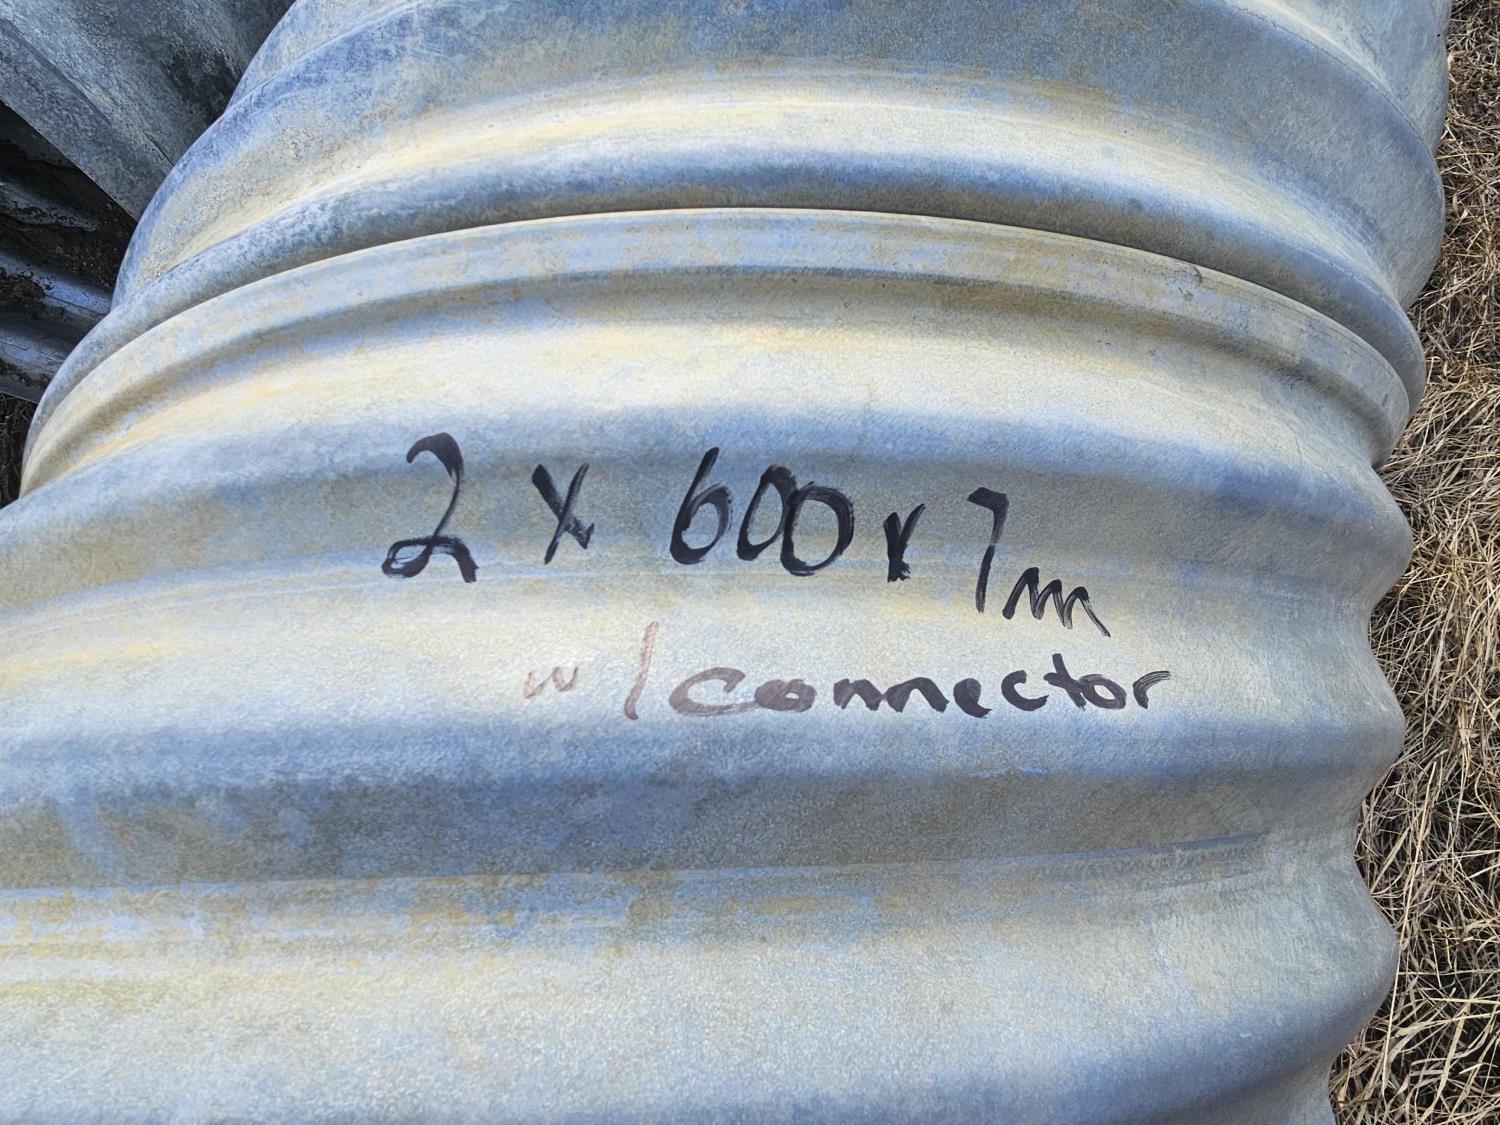 2 x 600 x 7m
w/ connector